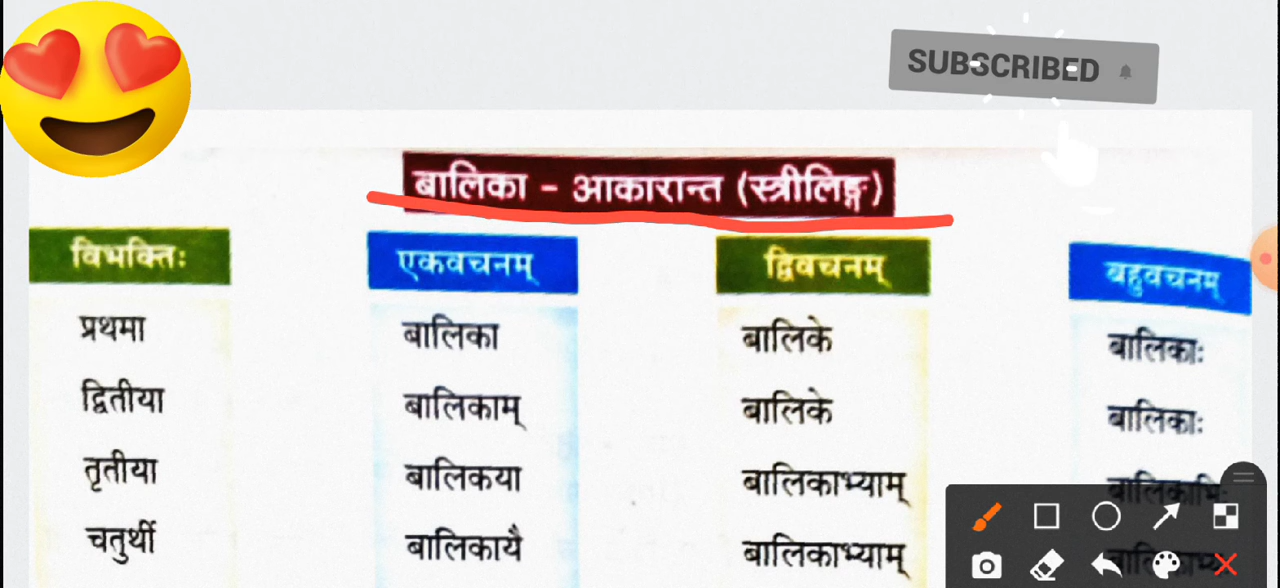 SUBSCRIBED
बालिका - आकारान्त (स्त्रीलिङ्ग)
विभक्तिः एकवचनम् द्विवचनम् बहुवचनम्
प्रथमा बालिका बालिके बालिकाः
द्वितीया बालिकाम् बालिके बालिकाः
तृतीया बालिकया बालिकाभ्याम्
चतुर्थी बालिकायै बालिकाभ्याम्